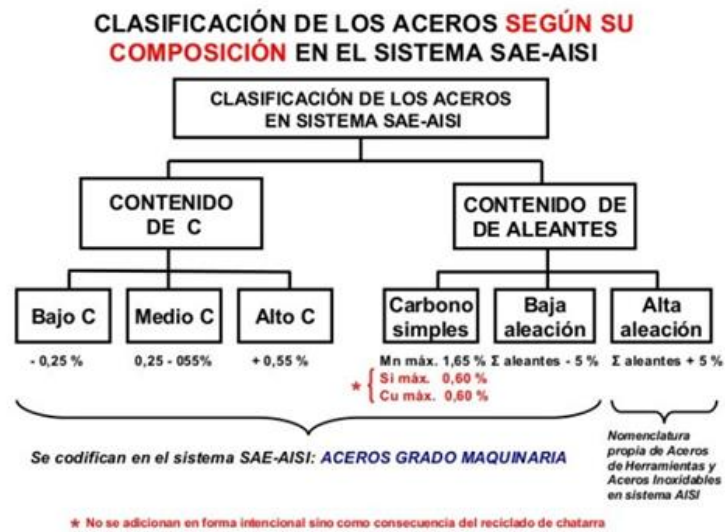 CLASIFICACIÓN DE LOS ACEROS SEGÚN SU
COMPOSICIÓN EN EL SISTEMA SAE-AISI
CLASIFICACIÓN DE LOS ACEROS
EN SISTEMA SAE-AISI
CONTENIDO
DE C
CONTENIDO DE
DE ALEANTES
Bajo C
Medio C
Alto C
Carbono
simples
Baja
aleación
Alta
aleación
- 0,25 %
0,25 - 055%
+ 0,55 %
Mn máx. 1,65 %
Σ aleantes - 5 %
Σ aleantes + 5 %
* Si máx. 0,60 %
Cu máx. 0,60 %
Se codifican en el sistema SAE-AISI: ACEROS GRADO MAQUINARIA
Nomenclatura
propia de Aceros
de Herramientas y
Aceros Inoxidables
en sistema AISI
* No se adicionan en forma intencional sino como consecuencia del reciclado de chatarra